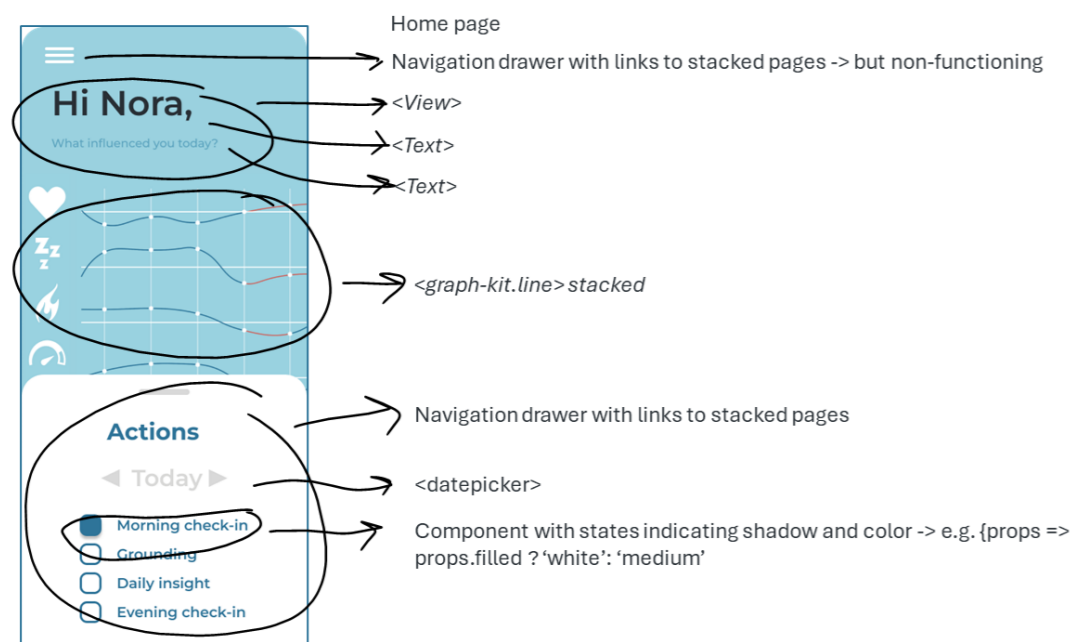 Home page
Navigation drawer with links to stacked pages -> but non-functioning
Hi Nora,
<View>
What influenced you today?
<Text>
<Text>
Zz
z
<graph-kit.line> stacked
Navigation drawer with links to stacked pages
Actions
◀ Today ▶
<datepicker>
Morning check-in
Component with states indicating shadow and color -> e.g. {props =>
props.filled ? ‘white’: ‘medium’
Grounding
Daily insight
Evening check-in